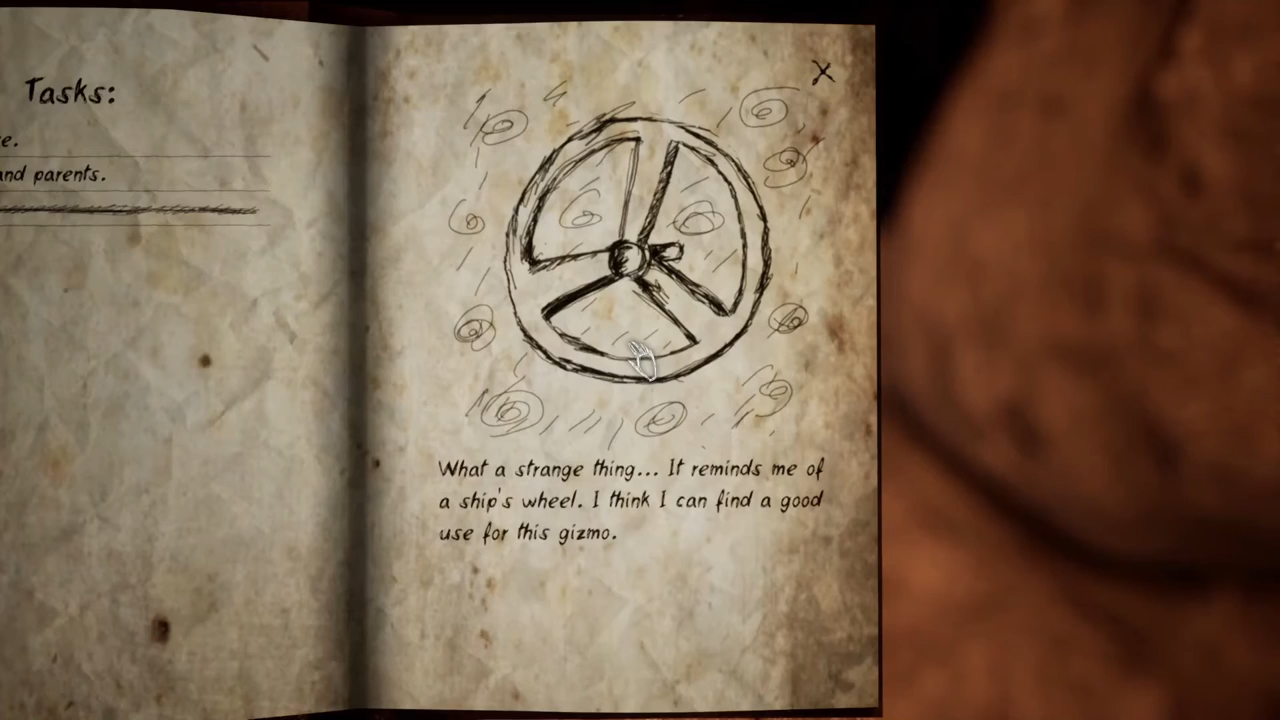 Tasks:
e.
and parents.
X
What a strange thing... It reminds me of
a ship's wheel. I think I can find a good
use for this gizmo.